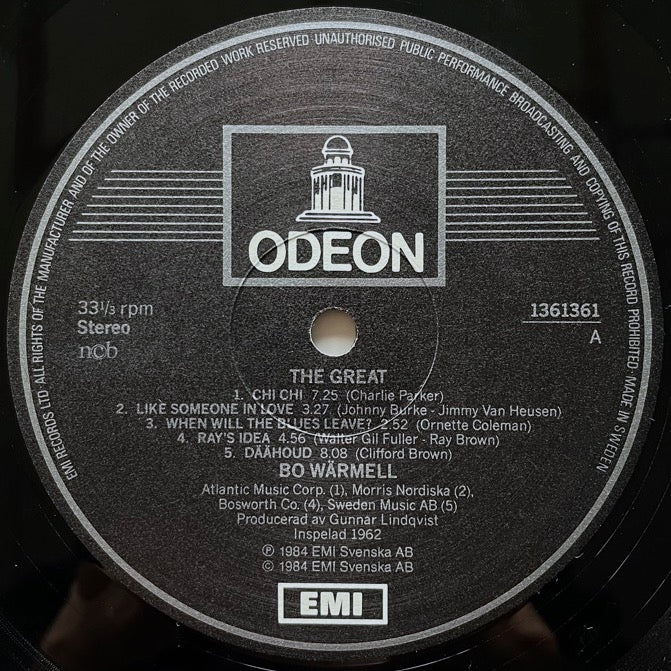 EMI RECORDS LTD · ALL RIGHTS OF THE MANUFACTURER AND OF THE OWNER OF THE RECORDED WORK RESERVED UNAUTHORISED PUBLIC PERFORMANCE BROADCASTING AND COPYING OF THIS RECORD PROHIBITED · MADE IN SWEDEN
ODEON
33⅓ rpm
Stereo
ncb
1361361
A
THE GREAT
1. CHI CHI 7.25 (Charlie Parker)
2. LIKE SOMEONE IN LOVE 3.27 (Johnny Burke - Jimmy Van Heusen)
3. WHEN WILL THE BLUES LEAVE? 2.52 (Ornette Coleman)
4. RAY'S IDEA 4.56 (Walter Gil Fuller - Ray Brown)
5. DÄÄHOUD 8.08 (Clifford Brown)
BO WÄRMELL
Atlantic Music Corp. (1), Morris Nordiska (2),
Bosworth Co. (4), Sweden Music AB (5)
Producerad av Gunnar Lindqvist
Inspelad 1962
℗ 1984 EMI Svenska AB
© 1984 EMI Svenska AB
EMI